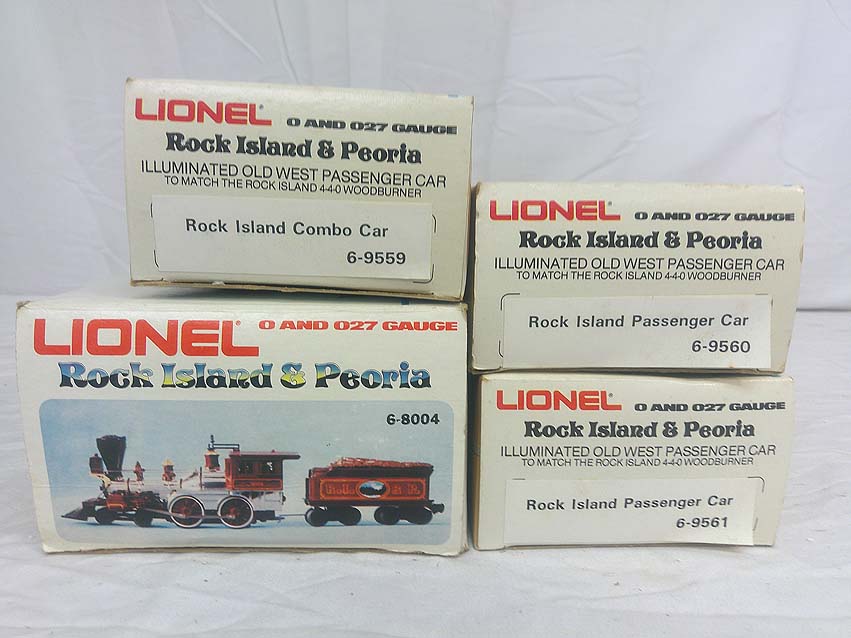 LIONEL O AND O27 GAUGE
Rock Island & Peoria
ILLUMINATED OLD WEST PASSENGER CAR
TO MATCH THE ROCK ISLAND 4-4-0 WOODBURNER
Rock Island Combo Car
6-9559
LIONEL O AND O27 GAUGE
Rock Island & Peoria
ILLUMINATED OLD WEST PASSENGER CAR
TO MATCH THE ROCK ISLAND 4-4-0 WOODBURNER
Rock Island Passenger Car
6-9560
LIONEL O AND O27 GAUGE
Rock Island & Peoria
6-8004
LIONEL O AND O27 GAUGE
Rock Island & Peoria
ILLUMINATED OLD WEST PASSENGER CAR
TO MATCH THE ROCK ISLAND 4-4-0 WOODBURNER
Rock Island Passenger Car
6-9561